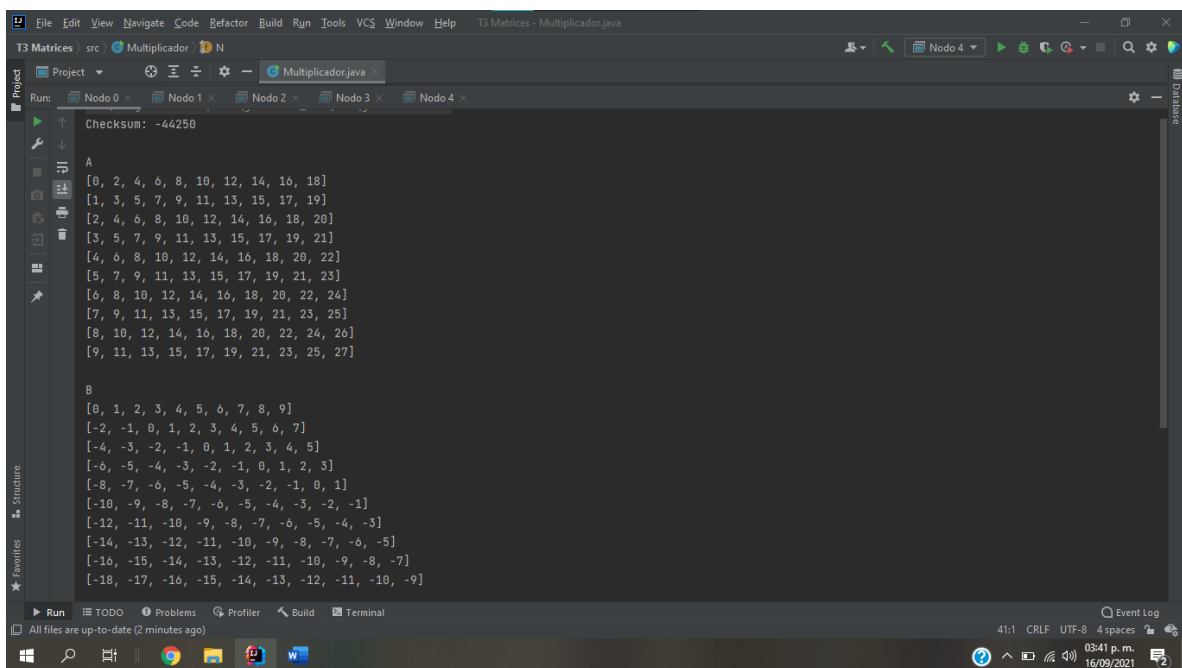 File Edit View Navigate Code Refactor Build Run Tools VCS Window Help T3 Matrices - Multiplicador.java
T3 Matrices src Multiplicador N Nodo 4
Project Multiplicador.java
Run: Nodo 0 Nodo 1 Nodo 2 Nodo 3 Nodo 4
Checksum: -44250
A
[0, 2, 4, 6, 8, 10, 12, 14, 16, 18]
[1, 3, 5, 7, 9, 11, 13, 15, 17, 19]
[2, 4, 6, 8, 10, 12, 14, 16, 18, 20]
[3, 5, 7, 9, 11, 13, 15, 17, 19, 21]
[4, 6, 8, 10, 12, 14, 16, 18, 20, 22]
[5, 7, 9, 11, 13, 15, 17, 19, 21, 23]
[6, 8, 10, 12, 14, 16, 18, 20, 22, 24]
[7, 9, 11, 13, 15, 17, 19, 21, 23, 25]
[8, 10, 12, 14, 16, 18, 20, 22, 24, 26]
[9, 11, 13, 15, 17, 19, 21, 23, 25, 27]
B
[0, 1, 2, 3, 4, 5, 6, 7, 8, 9]
[-2, -1, 0, 1, 2, 3, 4, 5, 6, 7]
[-4, -3, -2, -1, 0, 1, 2, 3, 4, 5]
[-6, -5, -4, -3, -2, -1, 0, 1, 2, 3]
[-8, -7, -6, -5, -4, -3, -2, -1, 0, 1]
[-10, -9, -8, -7, -6, -5, -4, -3, -2, -1]
[-12, -11, -10, -9, -8, -7, -6, -5, -4, -3]
[-14, -13, -12, -11, -10, -9, -8, -7, -6, -5]
[-16, -15, -14, -13, -12, -11, -10, -9, -8, -7]
[-18, -17, -16, -15, -14, -13, -12, -11, -10, -9]
Project
Structure
Favorites
Database
Run TODO Problems Profiler Build Terminal Event Log
All files are up-to-date (2 minutes ago) 41:1 CRLF UTF-8 4 spaces
03:41 p. m.
16/09/2021
2